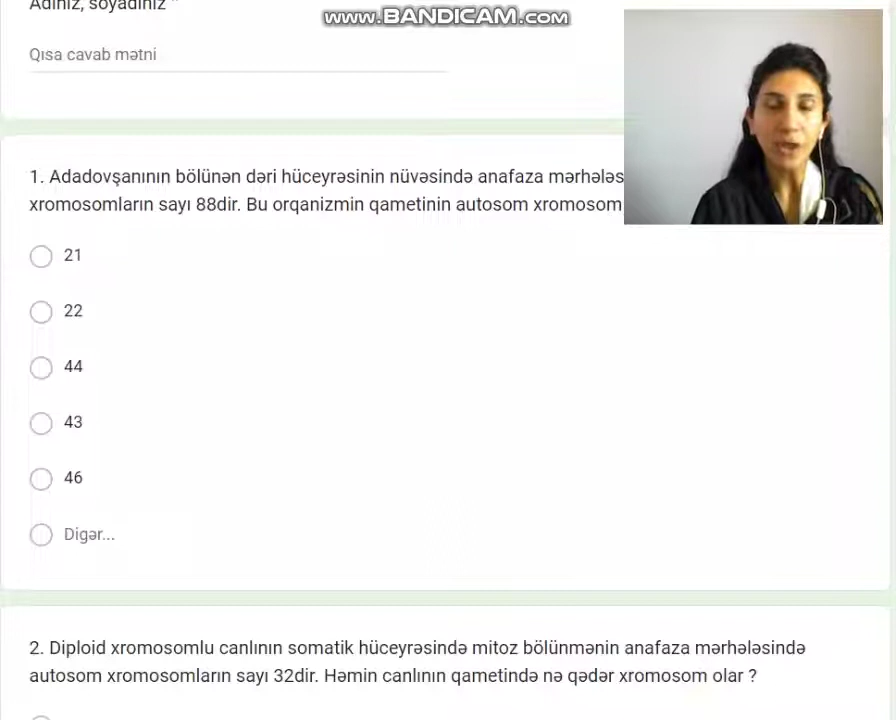 Adınız, soyadınız *
www.BANDICAM.com
Qısa cavab mətni
1. Adadovşanının bölünən dəri hüceyrəsinin nüvəsində anafaza mərhələs
xromosomların sayı 88dir. Bu orqanizmin qametinin autosom xromosom
21
22
44
43
46
Digər...
2. Diploid xromosomlu canlının somatik hüceyrəsində mitoz bölünmənin anafaza mərhələsində
autosom xromosomların sayı 32dir. Həmin canlının qametində nə qədər xromosom olar ?